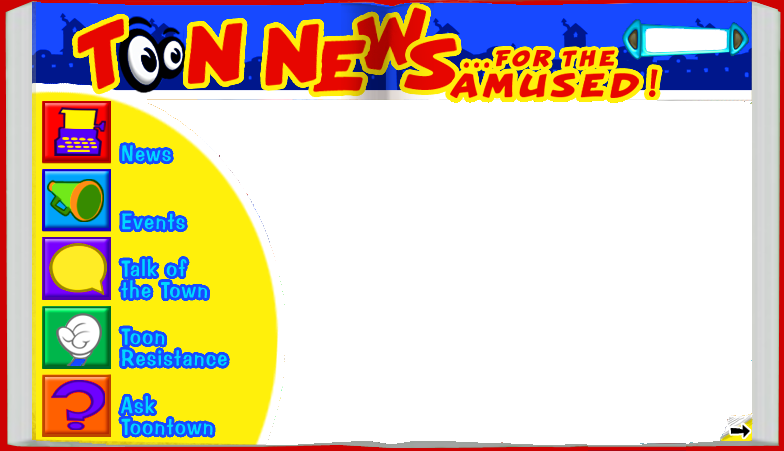 TOON NEWS
...FOR THE
AMUSED!
News
Events
Talk of
the Town
Toon
Resistance
Ask
Toontown